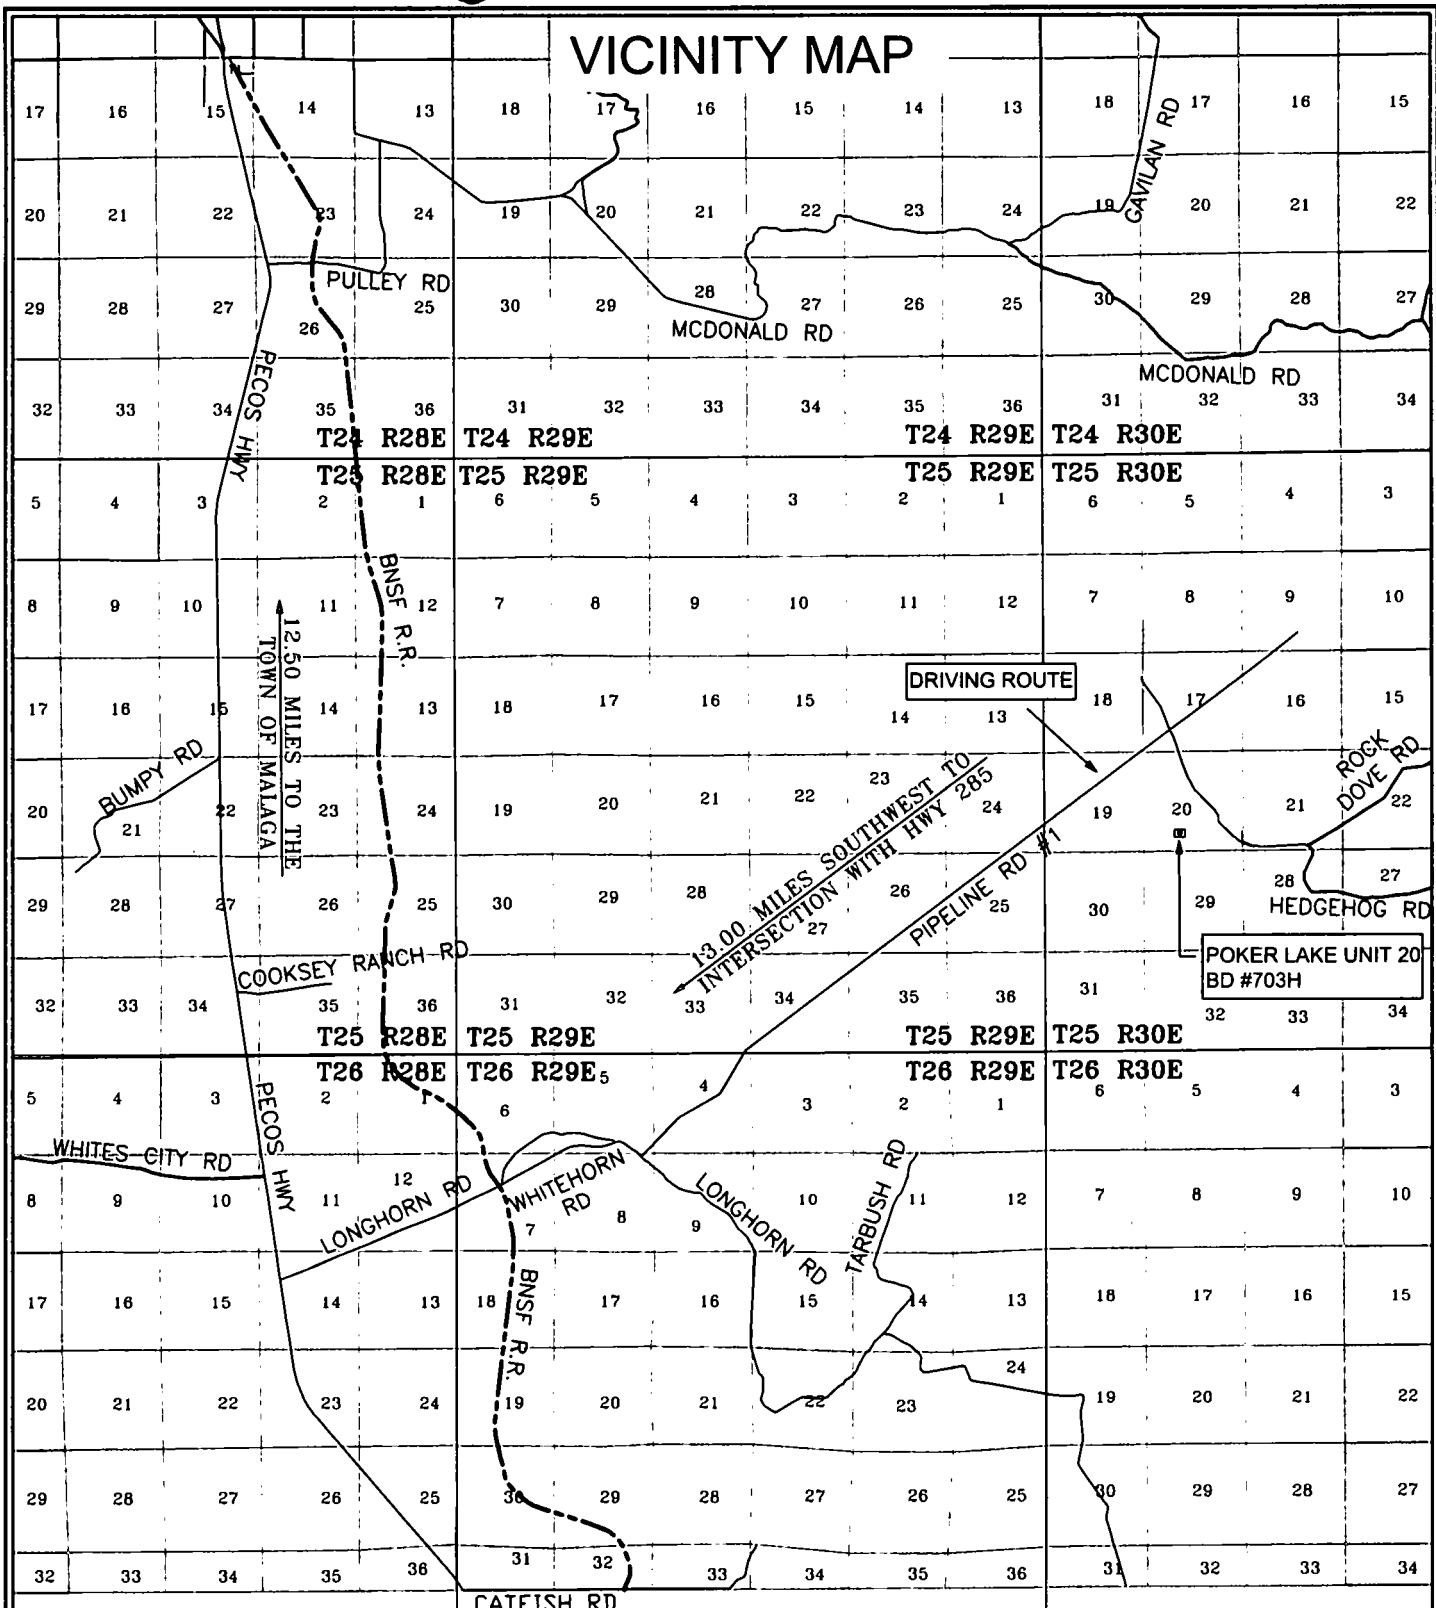 VICINITY MAP
17 16 15 14 13 18 17 16 15 14 13 18 17 16 15
GAVILAN RD
20 21 22 23 24 19 20 21 22 23 24 19 20 21 22
PULLEY RD
29 28 27 26 25 30 29 28 27 26 25 30 29 28 27
MCDONALD RD
MCDONALD RD
PECOS HWY
32 33 34 35 36 31 32 33 34 35 36 31 32 33 34
T24 R28E T24 R29E T24 R29E T24 R30E
T25 R28E T25 R29E T25 R29E T25 R30E
5 4 3 2 1 6 5 4 3 2 1 6 5 4 3
BNSF R.R.
8 9 10 11 12 7 8 9 10 11 12 7 8 9 10
12.50 MILES TO THE
TOWN OF MALAGA
DRIVING ROUTE
17 16 15 14 13 18 17 16 15 14 13 18 17 16 15
BUMPY RD
ROCK
DOVE RD
13.00 MILES SOUTHWEST TO
INTERSECTION WITH HWY 285
20 21 22 23 24 19 20 21 22 23 24 19 20 21 22
PIPELINE RD #1
29 28 27 26 25 30 29 28 27 26 25 30 29 28 27
HEDGEHOG RD
COOKSEY RANCH RD
POKER LAKE UNIT 20
BD #703H
32 33 34 35 36 31 32 33 34 35 36 31 32 33 34
T25 R28E T25 R29E T25 R29E T25 R30E
T26 R28E T26 R29E T26 R29E T26 R30E
5 4 3 2 1 6 5 4 3 2 1 6 5 4 3
PECOS HWY
WHITES CITY RD
LONGHORN RD
WHITEHORN
RD
LONGHORN RD
TARBUSH RD
8 9 10 11 12 7 8 9 10 11 12 7 8 9 10
BNSF R.R.
17 16 15 14 13 18 17 16 15 14 13 18 17 16 15
20 21 22 23 24 19 20 21 22 23 24 19 20 21 22
29 28 27 26 25 30 29 28 27 26 25 30 29 28 27
32 33 34 35 36 31 32 33 34 35 36 31 32 33 34
CATFISH RD